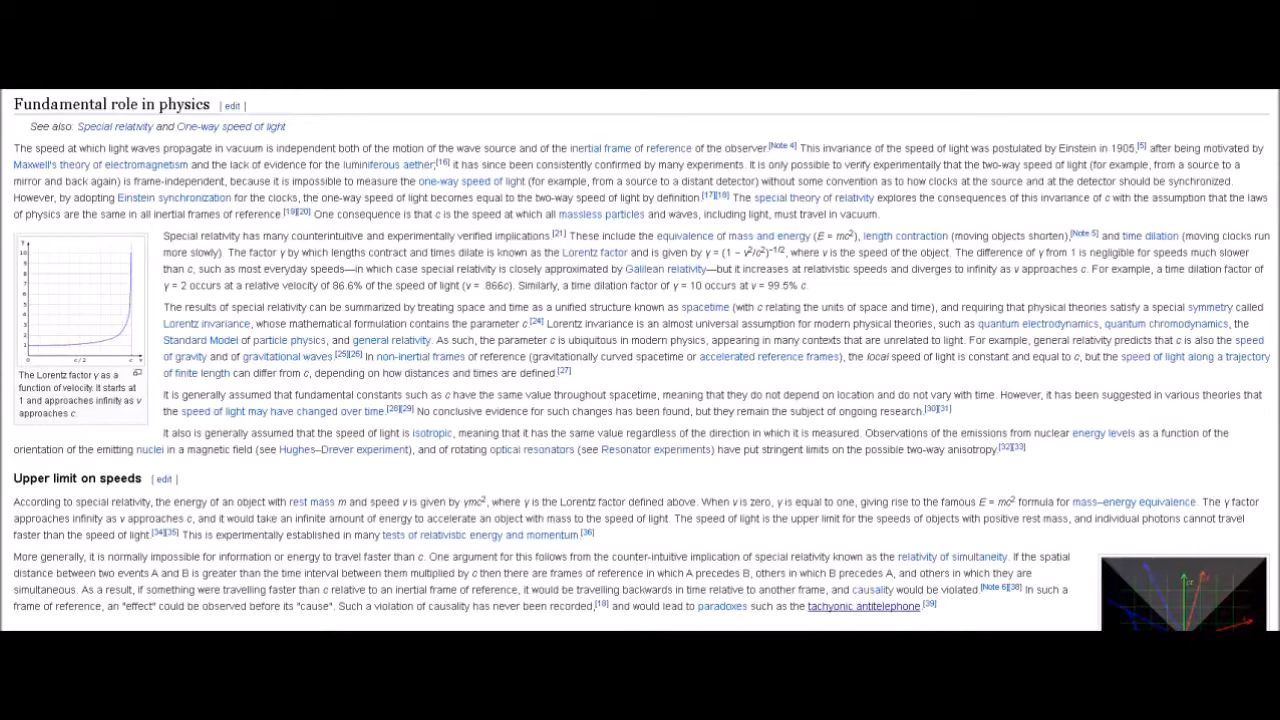 Fundamental role in physics [ edit ]
See also: Special relativity and One-way speed of light
The speed at which light waves propagate in vacuum is independent both of the motion of the wave source and of the inertial frame of reference of the observer.[Note 4] This invariance of the speed of light was postulated by Einstein in 1905,[5] after being motivated by
Maxwell's theory of electromagnetism and the lack of evidence for the luminiferous aether;[16] it has since been consistently confirmed by many experiments. It is only possible to verify experimentally that the two-way speed of light (for example, from a source to a
mirror and back again) is frame-independent, because it is impossible to measure the one-way speed of light (for example, from a source to a distant detector) without some convention as to how clocks at the source and at the detector should be synchronized.
However, by adopting Einstein synchronization for the clocks, the one-way speed of light becomes equal to the two-way speed of light by definition.[17][18] The special theory of relativity explores the consequences of this invariance of c with the assumption that the laws
of physics are the same in all inertial frames of reference.[19][20] One consequence is that c is the speed at which all massless particles and waves, including light, must travel in vacuum.
γ
10
9
8
7
6
5
4
3
2
1
0 c/2 c v
The Lorentz factor γ as a
function of velocity. It starts at
1 and approaches infinity as v
approaches c.
Special relativity has many counterintuitive and experimentally verified implications.[21] These include the equivalence of mass and energy (E = mc²), length contraction (moving objects shorten),[Note 5] and time dilation (moving clocks run
more slowly). The factor γ by which lengths contract and times dilate is known as the Lorentz factor and is given by γ = (1 − v²/c²)−1/2, where v is the speed of the object. The difference of γ from 1 is negligible for speeds much slower
than c, such as most everyday speeds—in which case special relativity is closely approximated by Galilean relativity—but it increases at relativistic speeds and diverges to infinity as v approaches c. For example, a time dilation factor of
γ = 2 occurs at a relative velocity of 86.6% of the speed of light (v = .866c). Similarly, a time dilation factor of γ = 10 occurs at v = 99.5% c.
The results of special relativity can be summarized by treating space and time as a unified structure known as spacetime (with c relating the units of space and time), and requiring that physical theories satisfy a special symmetry called
Lorentz invariance, whose mathematical formulation contains the parameter c.[24] Lorentz invariance is an almost universal assumption for modern physical theories, such as quantum electrodynamics, quantum chromodynamics, the
Standard Model of particle physics, and general relativity. As such, the parameter c is ubiquitous in modern physics, appearing in many contexts that are unrelated to light. For example, general relativity predicts that c is also the speed
of gravity and of gravitational waves.[25][26] In non-inertial frames of reference (gravitationally curved spacetime or accelerated reference frames), the local speed of light is constant and equal to c, but the speed of light along a trajectory
of finite length can differ from c, depending on how distances and times are defined.[27]
It is generally assumed that fundamental constants such as c have the same value throughout spacetime, meaning that they do not depend on location and do not vary with time. However, it has been suggested in various theories that
the speed of light may have changed over time.[28][29] No conclusive evidence for such changes has been found, but they remain the subject of ongoing research.[30][31]
It also is generally assumed that the speed of light is isotropic, meaning that it has the same value regardless of the direction in which it is measured. Observations of the emissions from nuclear energy levels as a function of the
orientation of the emitting nuclei in a magnetic field (see Hughes–Drever experiment), and of rotating optical resonators (see Resonator experiments) have put stringent limits on the possible two-way anisotropy.[32][33]
Upper limit on speeds [ edit ]
According to special relativity, the energy of an object with rest mass m and speed v is given by γmc², where γ is the Lorentz factor defined above. When v is zero, γ is equal to one, giving rise to the famous E = mc² formula for mass–energy equivalence. The γ factor
approaches infinity as v approaches c, and it would take an infinite amount of energy to accelerate an object with mass to the speed of light. The speed of light is the upper limit for the speeds of objects with positive rest mass, and individual photons cannot travel
faster than the speed of light.[34][35] This is experimentally established in many tests of relativistic energy and momentum.[36]
More generally, it is normally impossible for information or energy to travel faster than c. One argument for this follows from the counter-intuitive implication of special relativity known as the relativity of simultaneity. If the spatial
distance between two events A and B is greater than the time interval between them multiplied by c then there are frames of reference in which A precedes B, others in which B precedes A, and others in which they are
simultaneous. As a result, if something were travelling faster than c relative to an inertial frame of reference, it would be travelling backwards in time relative to another frame, and causality would be violated.[Note 6][38] In such a
frame of reference, an "effect" could be observed before its "cause". Such a violation of causality has never been recorded,[18] and would lead to paradoxes such as the tachyonic antitelephone.[39]